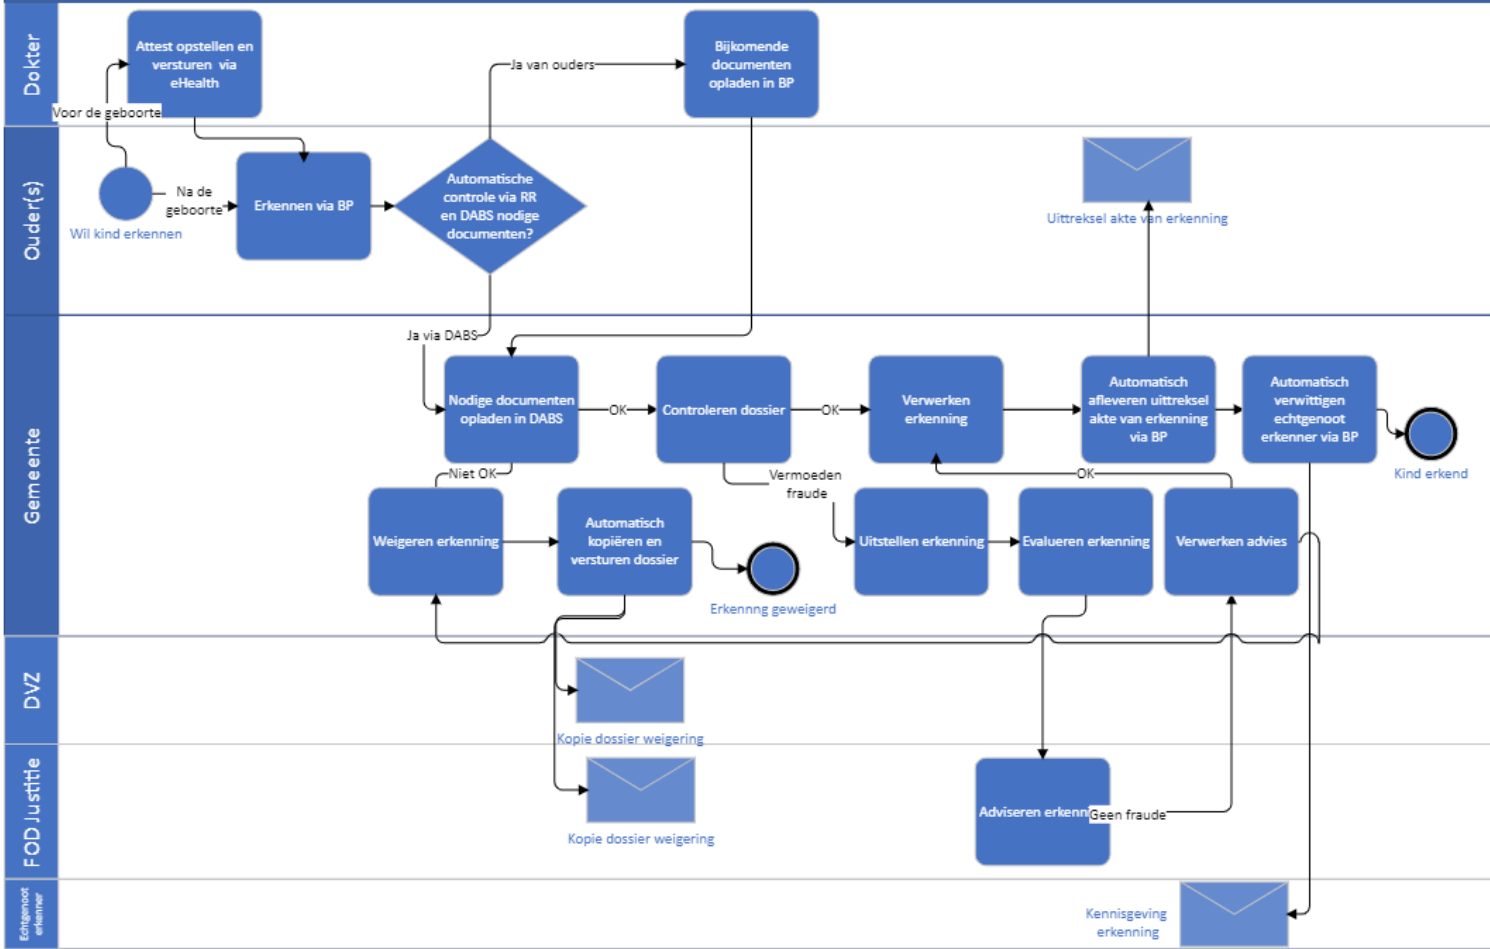 Dokter
Attest opstellen en
versturen via
eHealth
Bijkomende
documenten
opladen in BP
Ja van ouders
Voor de geboorte
Ouder(s)
Wil kind erkennen
Na de
geboorte
Erkennen via BP
Automatische
controle via RR
en DABS nodige
documenten?
Uittreksel akte van erkenning
Gemeente
Ja via DABS
Nodige documenten
opladen in DABS
OK
Controleren dossier
OK
Verwerken
erkenning
Automatisch
afleveren uittreksel
akte van erkenning
via BP
Automatisch
verwittigen
echtgenoot
erkenner via BP
Kind erkend
Niet OK
Vermoeden
fraude
OK
Weigeren erkenning
Automatisch
kopiëren en
versturen dossier
Erkennng geweigerd
Uitstellen erkenning
Evalueren erkenning
Verwerken advies
DVZ
Kopie dossier weigering
FOD Justitie
Kopie dossier weigering
Adviseren erkenni
Geen fraude
Echtgenoot
erkenner
Kennisgeving
erkenning